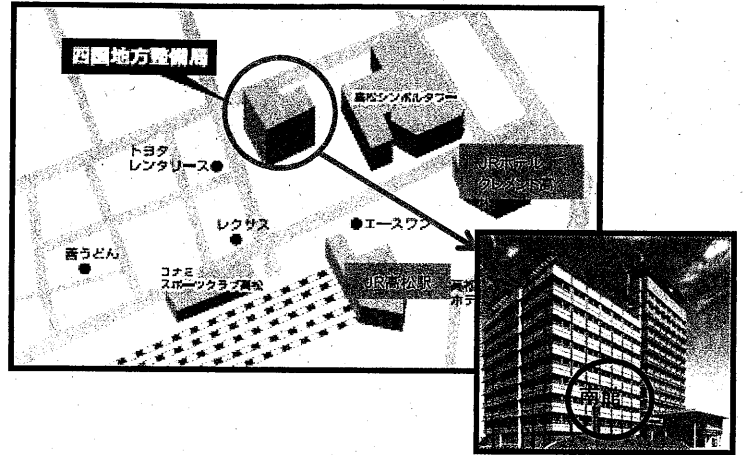 四国地方整備局
高松シンボルタワー
トヨタ
レンタリース
JRホテル
クレメント高
レクサス
エースワン
善うどん
コナミ
スポーツクラブ高松
JR高松駅
高松
ホテ
南館